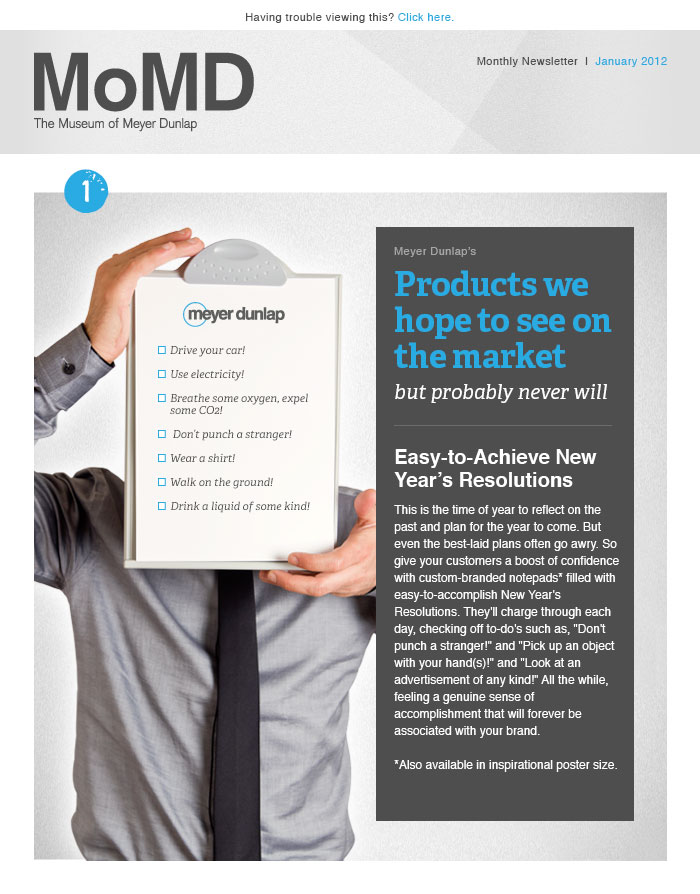 Having trouble viewing this? Click here.
MoMD
The Museum of Meyer Dunlap
Monthly Newsletter | January 2012
1
meyer dunlap
Drive your car!
Use electricity!
Breathe some oxygen, expel
some CO2!
Don't punch a stranger!
Wear a shirt!
Walk on the ground!
Drink a liquid of some kind!
Meyer Dunlap's
Products we
hope to see on
the market
but probably never will
Easy-to-Achieve New
Year's Resolutions
This is the time of year to reflect on the
past and plan for the year to come. But
even the best-laid plans often go awry. So
give your customers a boost of confidence
with custom-branded notepads* filled with
easy-to-accomplish New Year's
Resolutions. They'll charge through each
day, checking off to-do's such as, "Don't
punch a stranger!" and "Pick up an object
with your hand(s)!" and "Look at an
advertisement of any kind!" All the while,
feeling a genuine sense of
accomplishment that will forever be
associated with your brand.
*Also available in inspirational poster size.